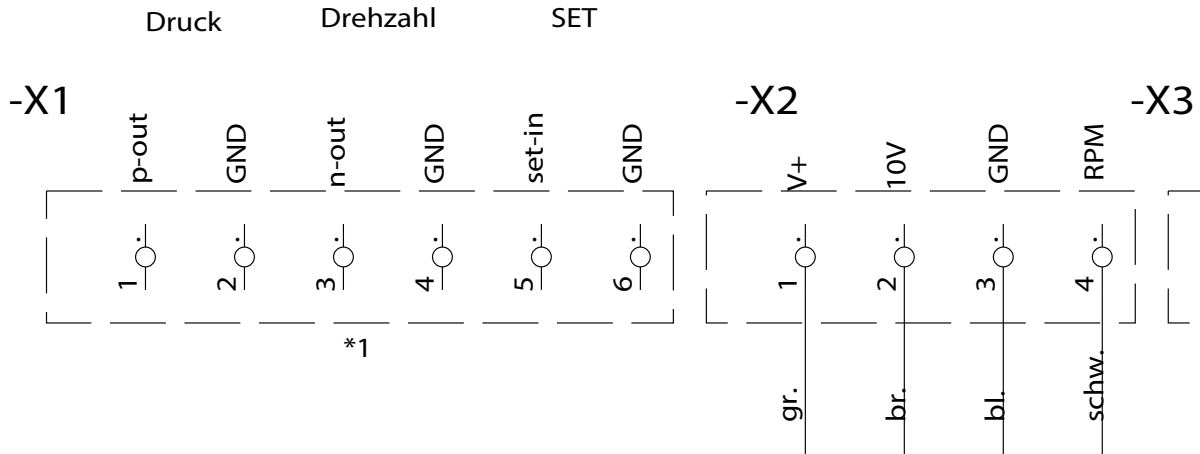 Druck Drehzahl SET
-X1 -X2 -X3
p-out GND n-out GND set-in GND V+ 10V GND RPM
1 2 3 4 5 6 1 2 3 4
*1
gr. br. bl. schw.